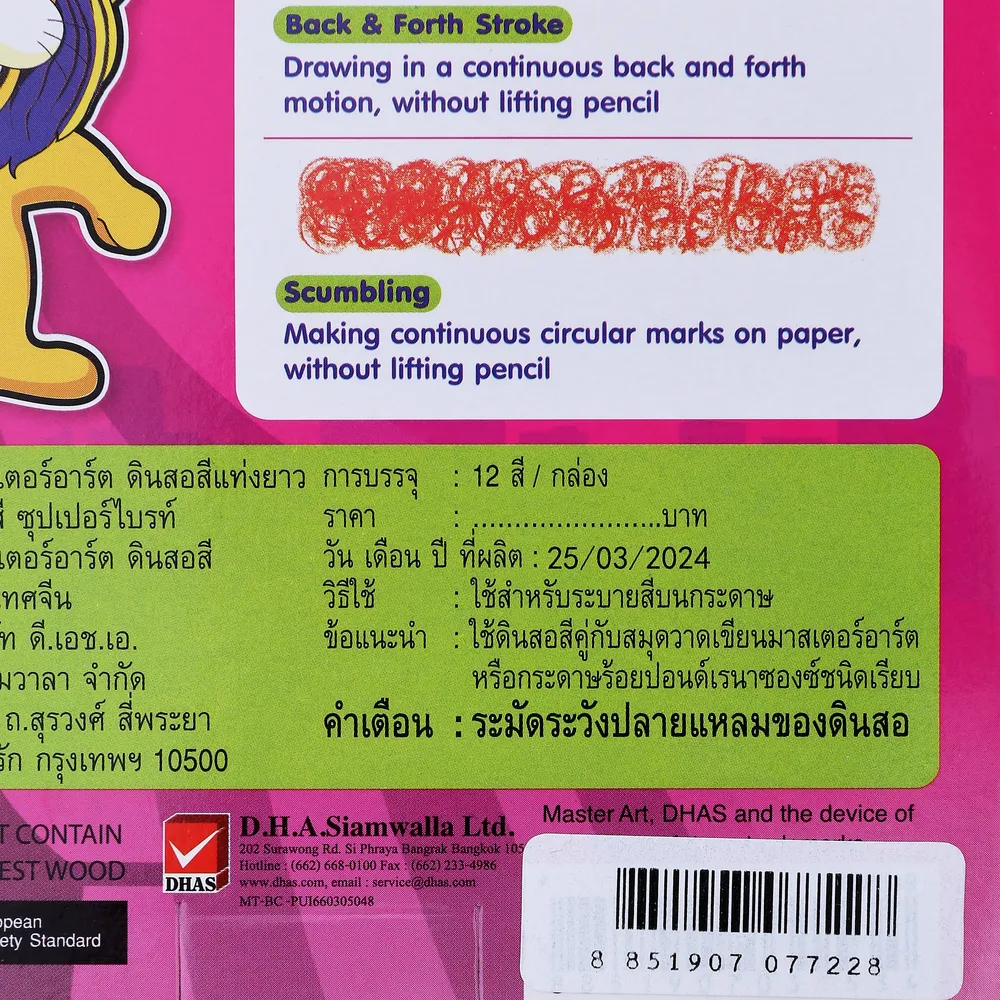 Back & Forth Stroke
Drawing in a continuous back and forth
motion, without lifting pencil
Scumbling
Making continuous circular marks on paper,
without lifting pencil
เตอร์อาร์ต ดินสอสีแท่งยาว
สี ซุปเปอร์ไบรท์
เตอร์อาร์ต ดินสอสี
เทศจีน
ัท ดี.เอช.เอ.
มวาลา จำกัด
ถ.สุรวงศ์ สี่พระยา
รัก กรุงเทพฯ 10500
การบรรจุ : 12 สี / กล่อง
ราคา : .......................บาท
วัน เดือน ปี ที่ผลิต : 25/03/2024
วิธีใช้ : ใช้สำหรับระบายสีบนกระดาษ
ข้อแนะนำ : ใช้ดินสอสีคู่กับสมุดวาดเขียนมาสเตอร์อาร์ต
หรือกระดาษร้อยปอนด์เรนาซองซ์ชนิดเรียบ
คำเตือน : ระมัดระวังปลายแหลมของดินสอ
T CONTAIN
EST WOOD
opean
ety Standard
DHAS
D.H.A.Siamwalla Ltd.
202 Surawong Rd. Si Phraya Bangrak Bangkok 105
Hotline : (662) 668-0100 Fax : (662) 233-4986
www.dhas.com, email : service@dhas.com
MT-BC -PUI660305048
Master Art, DHAS and the device of
8 851907 077228